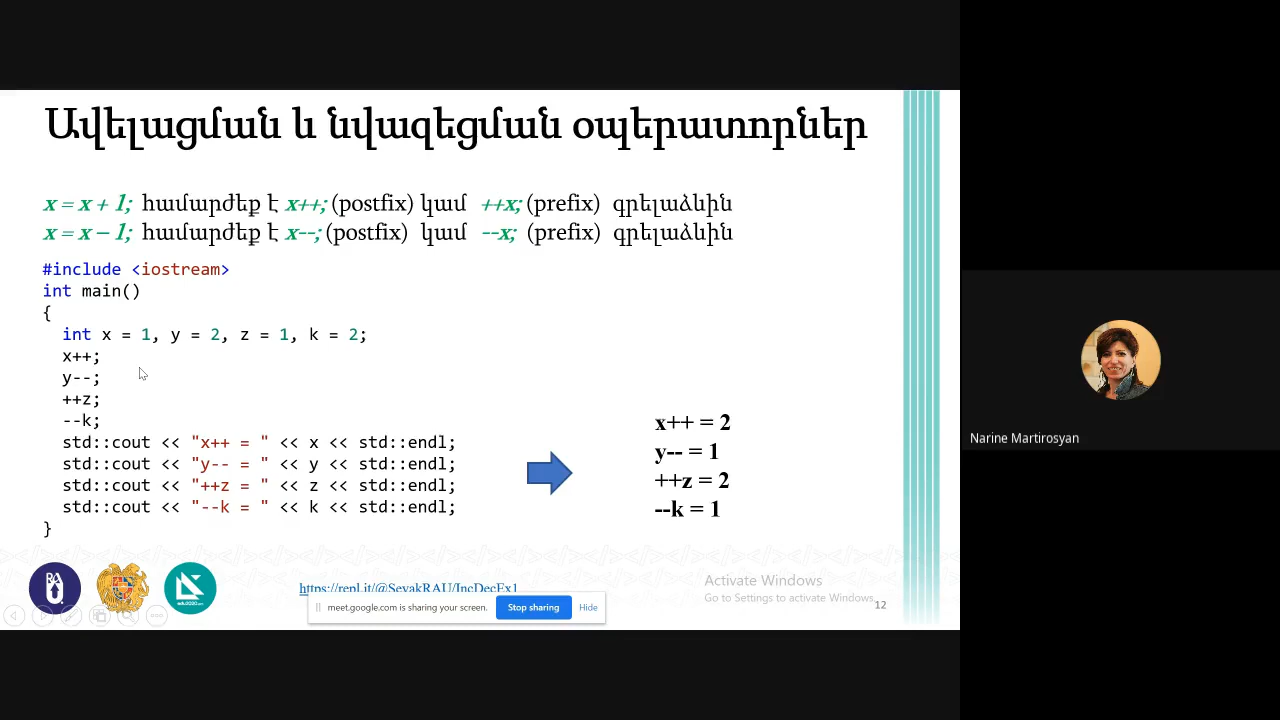 Ավելացման և նվազեցման օպերատորներ
x = x + 1; համարժեք է x++; (postfix) կամ ++x; (prefix) գրելաձևին
x = x – 1; համարժեք է x--; (postfix) կամ --x; (prefix) գրելաձևին
#include <iostream>
int main()
{
int x = 1, y = 2, z = 1, k = 2;
x++;
y--;
++z;
--k;
std::cout << "x++ = " << x << std::endl;
std::cout << "y-- = " << y << std::endl;
std::cout << "++z = " << z << std::endl;
std::cout << "--k = " << k << std::endl;
}
x++ = 2
y-- = 1
++z = 2
--k = 1
https://repl.it/@SevakRAU/IncDecEx1
Activate Windows
Go to Settings to activate Windows.
12
meet.google.com is sharing your screen.
Stop sharing
Hide
Narine Martirosyan